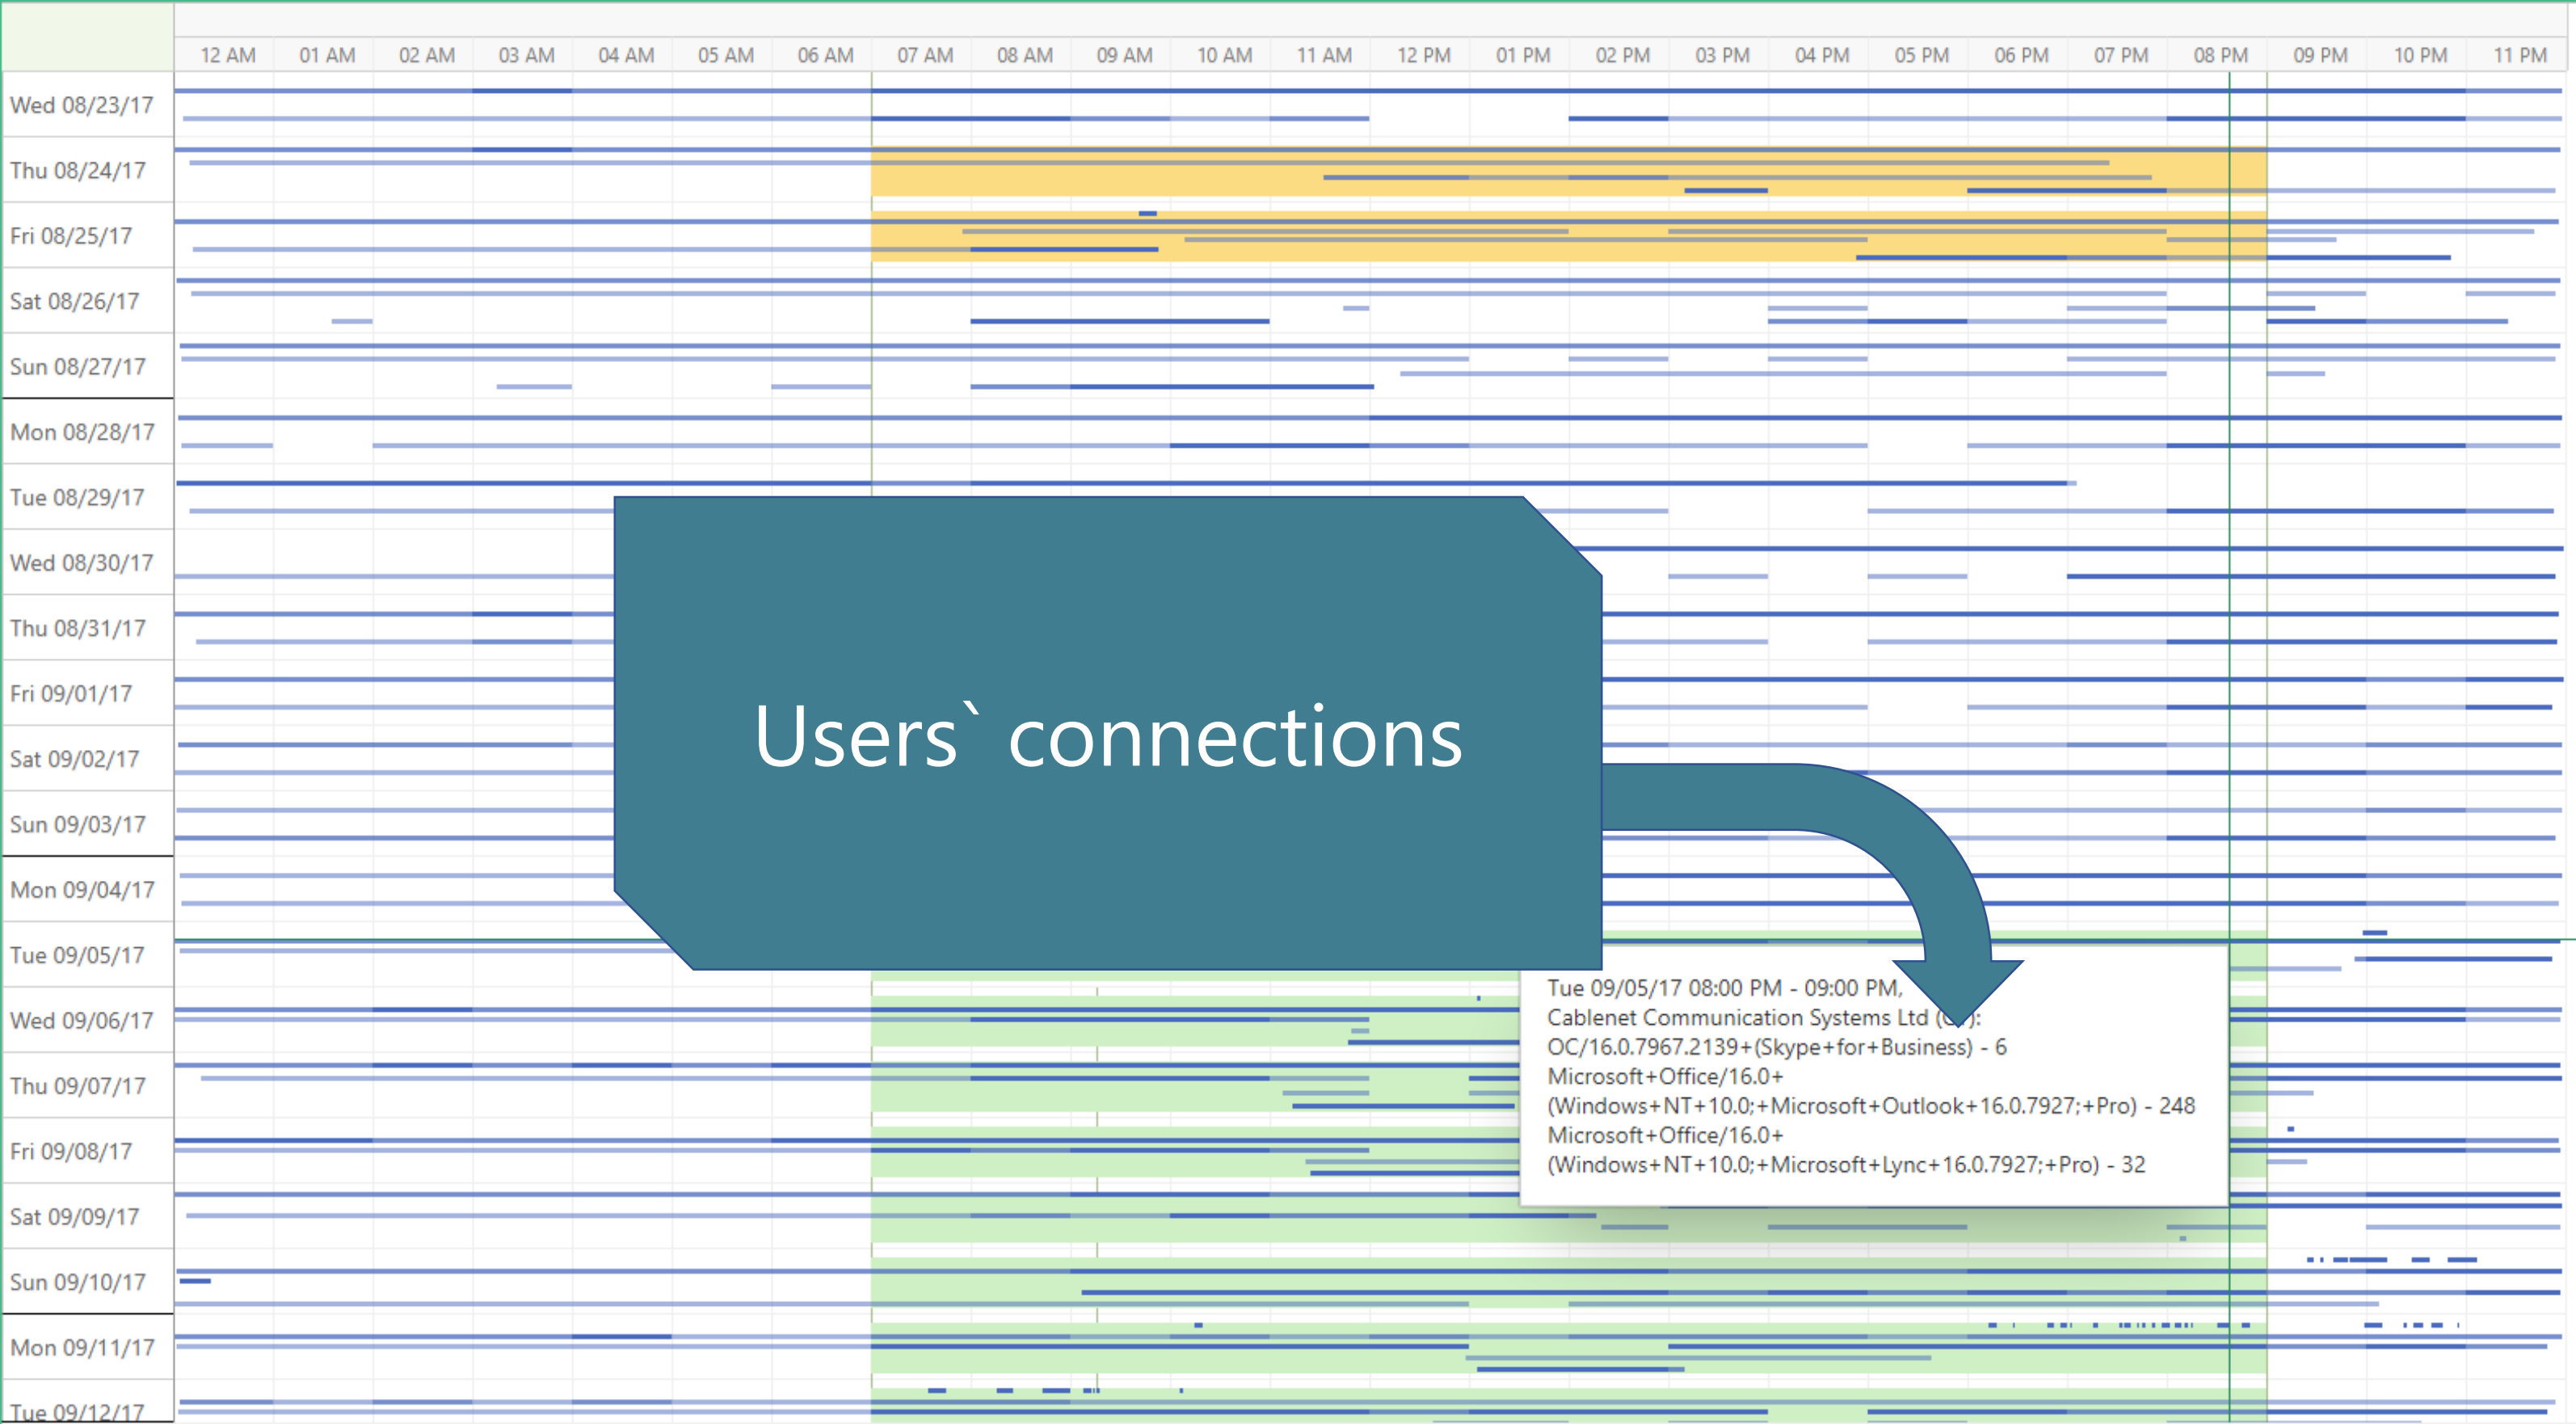 12 AM 01 AM 02 AM 03 AM 04 AM 05 AM 06 AM 07 AM 08 AM 09 AM 10 AM 11 AM 12 PM 01 PM 02 PM 03 PM 04 PM 05 PM 06 PM 07 PM 08 PM 09 PM 10 PM 11 PM
Wed 08/23/17
Thu 08/24/17
Fri 08/25/17
Sat 08/26/17
Sun 08/27/17
Mon 08/28/17
Tue 08/29/17
Wed 08/30/17
Thu 08/31/17
Fri 09/01/17
Sat 09/02/17
Sun 09/03/17
Mon 09/04/17
Tue 09/05/17
Wed 09/06/17
Thu 09/07/17
Fri 09/08/17
Sat 09/09/17
Sun 09/10/17
Mon 09/11/17
Tue 09/12/17
Users` connections
Tue 09/05/17 08:00 PM - 09:00 PM,
Cablenet Communication Systems Ltd
OC/16.0.7967.2139+(Skype+for+Business) - 6
Microsoft+Office/16.0+
(Windows+NT+10.0;+Microsoft+Outlook+16.0.7927;+Pro) - 248
Microsoft+Office/16.0+
(Windows+NT+10.0;+Microsoft+Lync+16.0.7927;+Pro) - 32